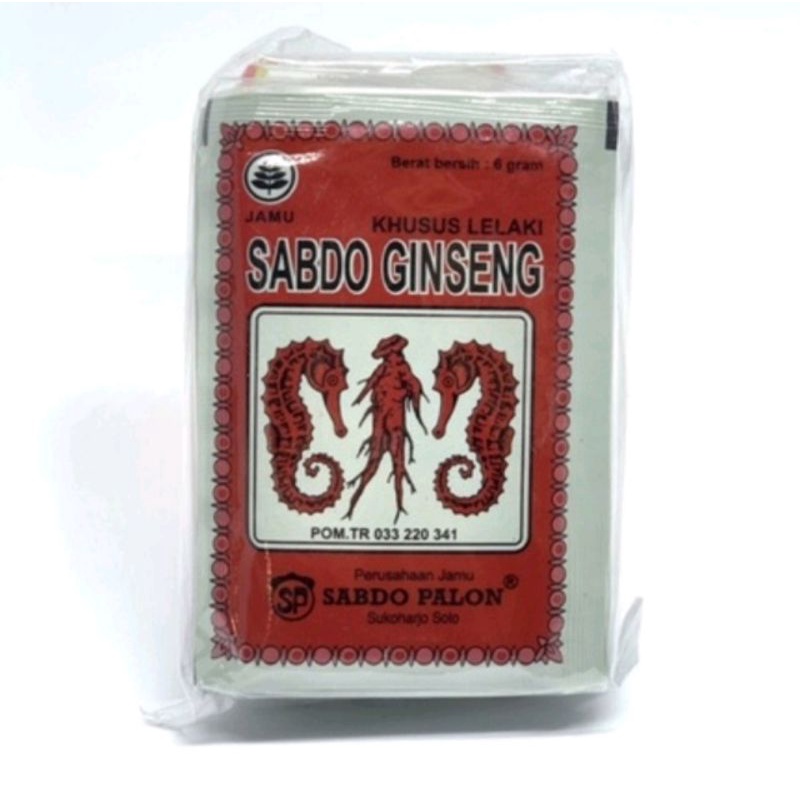 Berat bersih : 6 gram
JAMU
KHUSUS LELAKI
SABDO GINSENG
POM.TR 033 220 341
Perusahaan Jamu
SP SABDO PALON®
Sukoharjo Solo